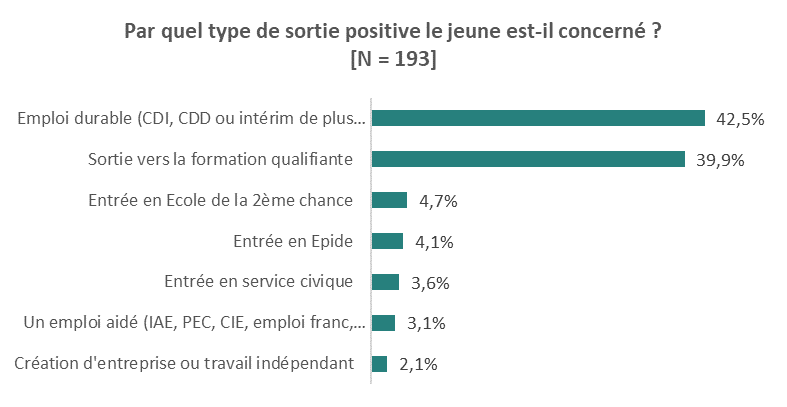 Par quel type de sortie positive le jeune est-il concerné ?
[N = 193]
Emploi durable (CDI, CDD ou intérim de plus... 42,5%
Sortie vers la formation qualifiante 39,9%
Entrée en Ecole de la 2ème chance 4,7%
Entrée en Epide 4,1%
Entrée en service civique 3,6%
Un emploi aidé (IAE, PEC, CIE, emploi franc,... 3,1%
Création d'entreprise ou travail indépendant 2,1%